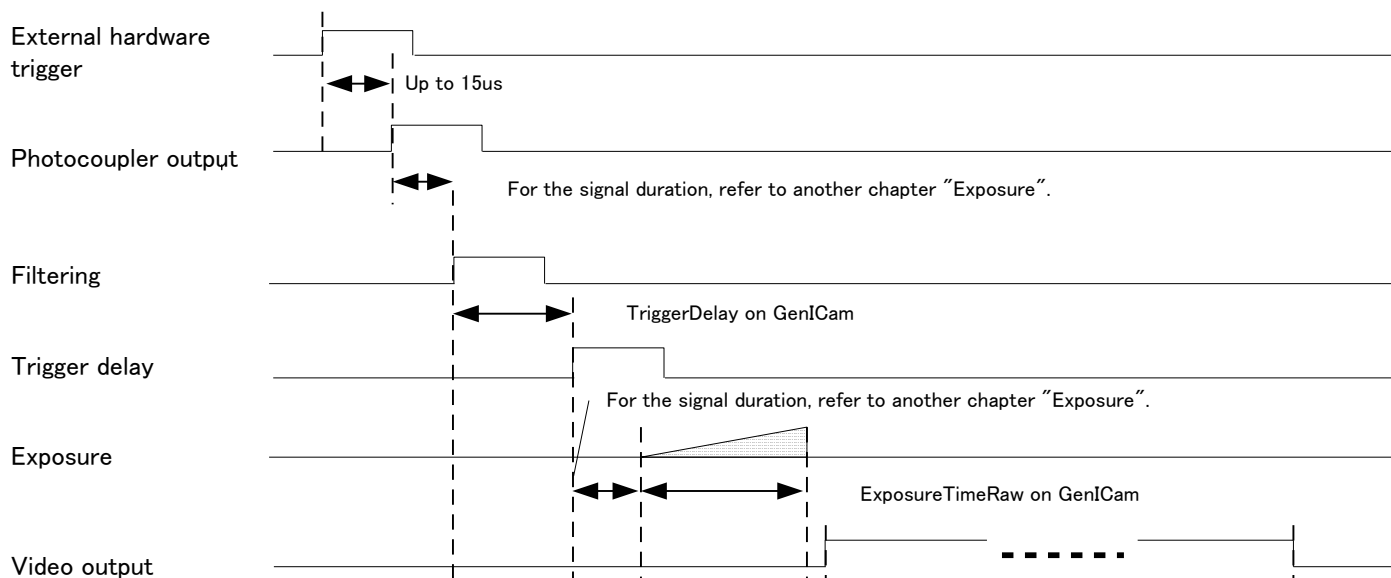 External hardware
trigger
Up to 15us
Photocoupler output
For the signal duration, refer to another chapter "Exposure".
Filtering
TriggerDelay on GenICam
Trigger delay
For the signal duration, refer to another chapter "Exposure".
Exposure
ExposureTimeRaw on GenICam
Video output